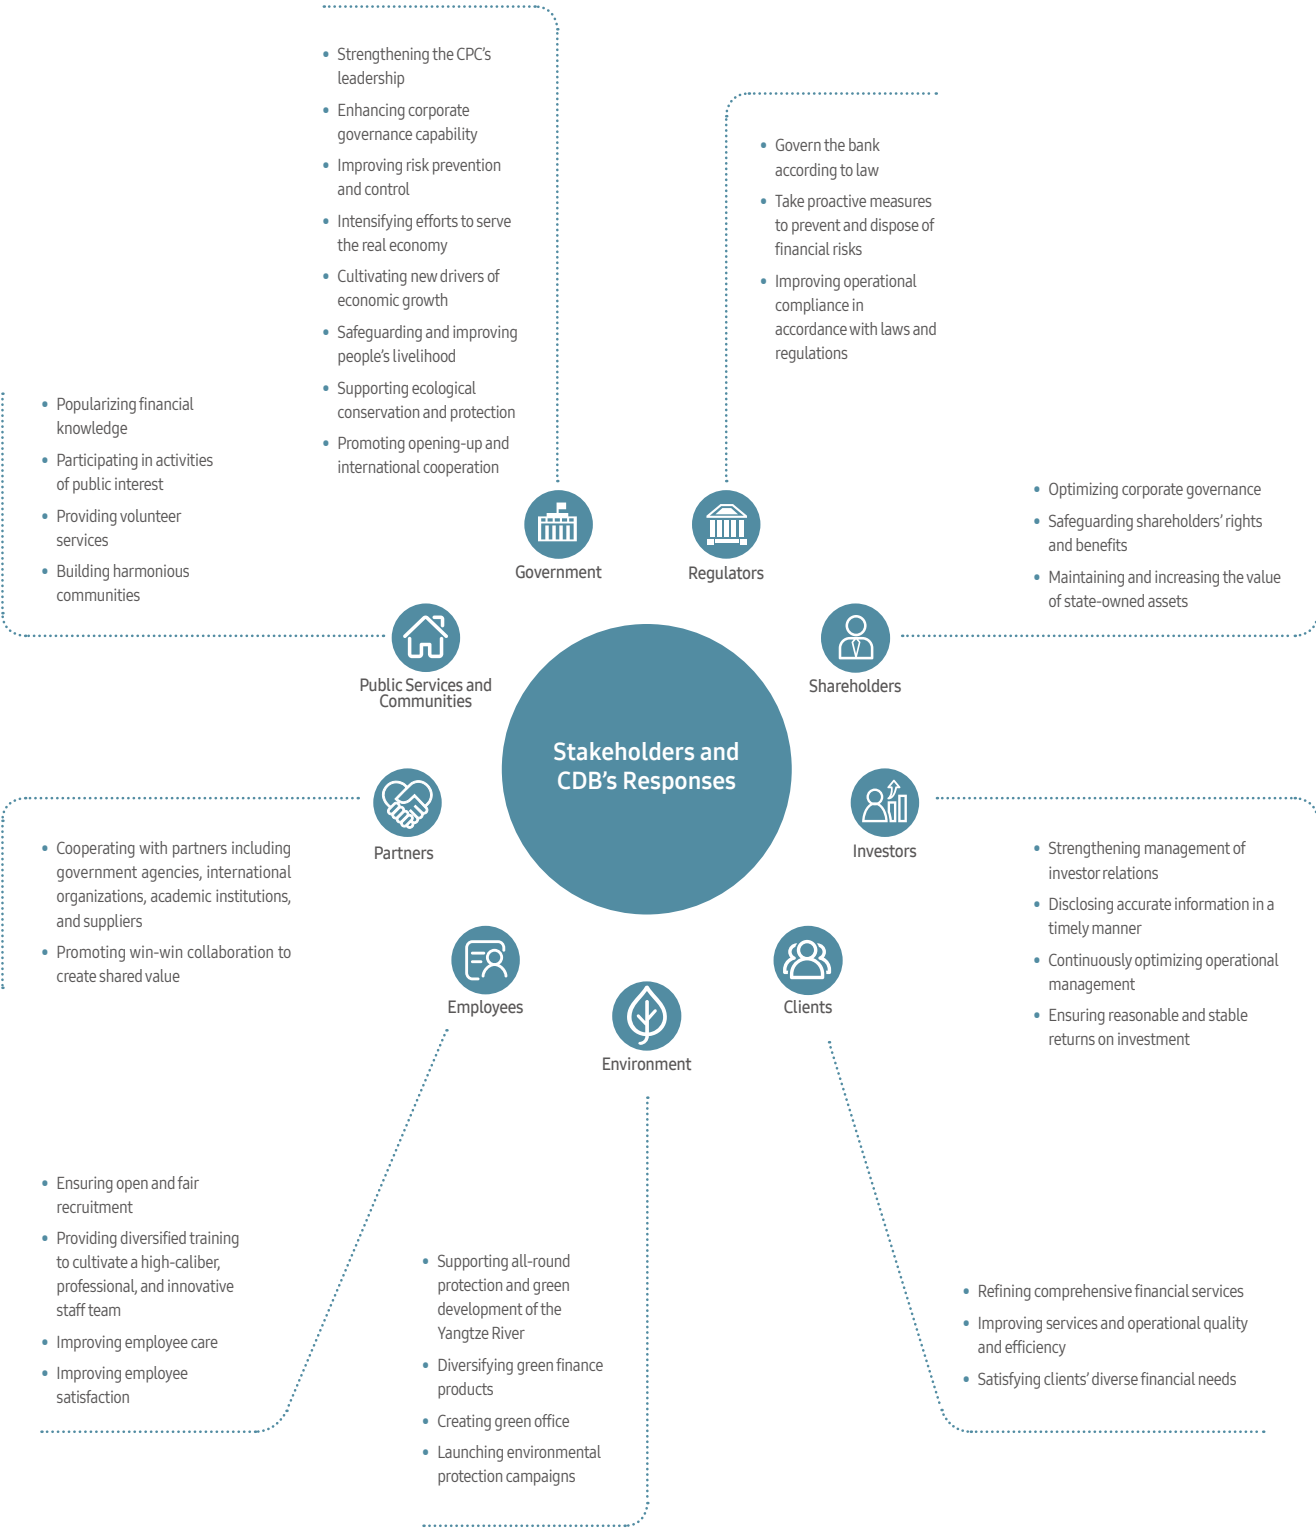 • Strengthening the CPC's
leadership
• Enhancing corporate
governance capability
• Improving risk prevention
and control
• Intensifying efforts to serve
the real economy
• Cultivating new drivers of
economic growth
• Safeguarding and improving
people's livelihood
• Supporting ecological
conservation and protection
• Promoting opening-up and
international cooperation
Government
• Govern the bank
according to law
• Take proactive measures
to prevent and dispose of
financial risks
• Improving operational
compliance in
accordance with laws and
regulations
Regulators
• Popularizing financial
knowledge
• Participating in activities
of public interest
• Providing volunteer
services
• Building harmonious
communities
Public Services and
Communities
• Optimizing corporate governance
• Safeguarding shareholders' rights
and benefits
• Maintaining and increasing the value
of state-owned assets
Shareholders
Stakeholders and
CDB's Responses
Partners
• Cooperating with partners including
government agencies, international
organizations, academic institutions,
and suppliers
• Promoting win-win collaboration to
create shared value
Investors
• Strengthening management of
investor relations
• Disclosing accurate information in a
timely manner
• Continuously optimizing operational
management
• Ensuring reasonable and stable
returns on investment
Employees
• Ensuring open and fair
recruitment
• Providing diversified training
to cultivate a high-caliber,
professional, and innovative
staff team
• Improving employee care
• Improving employee
satisfaction
Environment
• Supporting all-round
protection and green
development of the
Yangtze River
• Diversifying green finance
products
• Creating green office
• Launching environmental
protection campaigns
Clients
• Refining comprehensive financial services
• Improving services and operational quality
and efficiency
• Satisfying clients' diverse financial needs